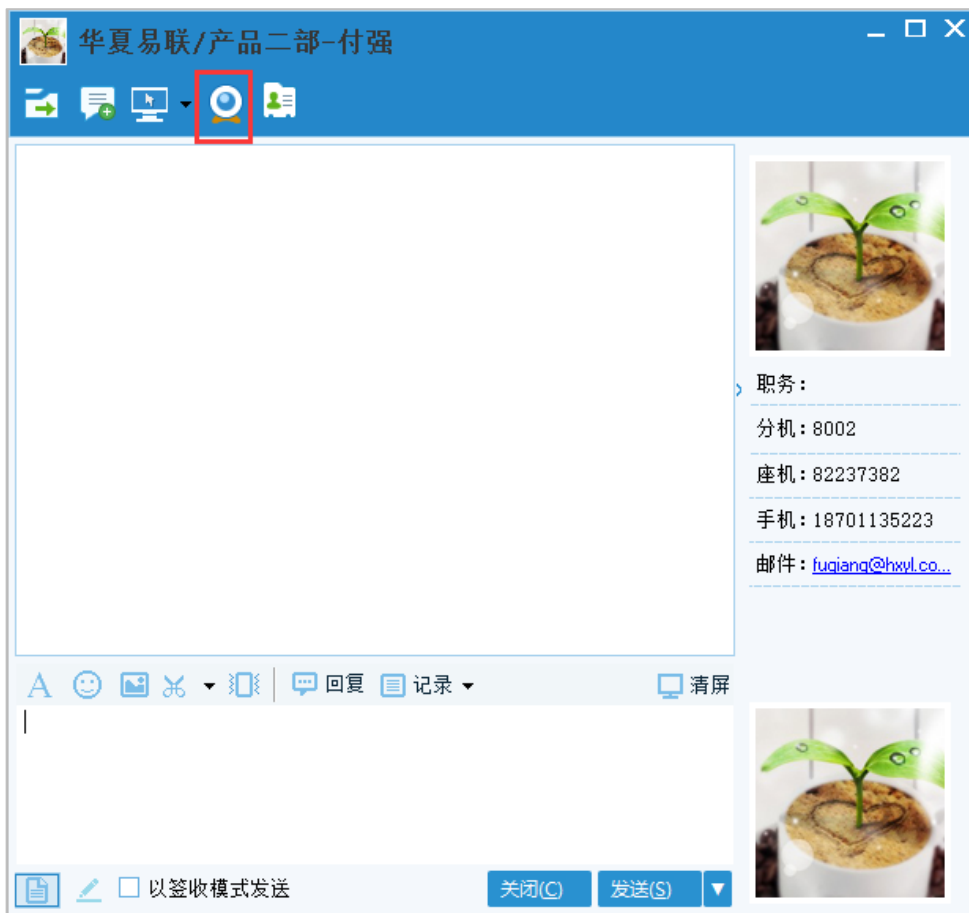 华夏易联/产品二部-付强
职务：
分机：8002
座机：82237382
手机：18701135223
邮件：fuqiang@hxyl.co...
回复 记录 清屏
以签收模式发送 关闭(C) 发送(S)